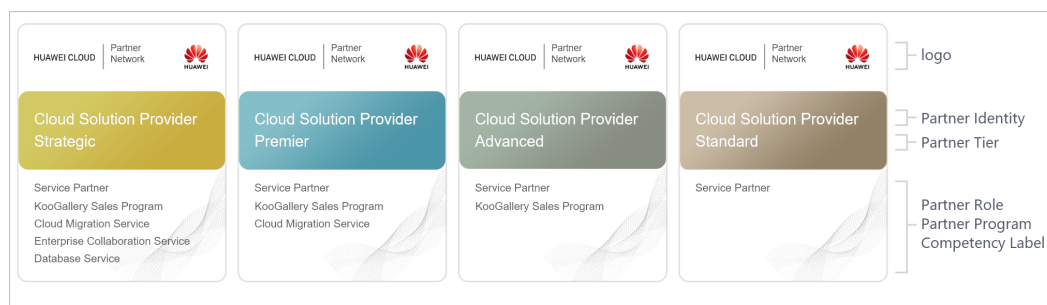 HUAWEI CLOUD
Partner
Network
HUAWEI
Cloud Solution Provider
Strategic
Service Partner
KooGallery Sales Program
Cloud Migration Service
Enterprise Collaboration Service
Database Service
HUAWEI CLOUD
Partner
Network
HUAWEI
Cloud Solution Provider
Premier
Service Partner
KooGallery Sales Program
Cloud Migration Service
HUAWEI CLOUD
Partner
Network
HUAWEI
Cloud Solution Provider
Advanced
Service Partner
KooGallery Sales Program
HUAWEI CLOUD
Partner
Network
HUAWEI
Cloud Solution Provider
Standard
Service Partner
logo
Partner Identity
Partner Tier
Partner Role
Partner Program
Competency Label